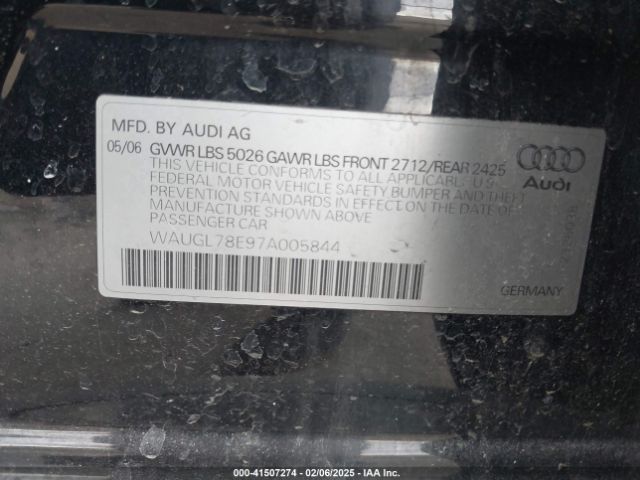 MFD. BY AUDI AG
05/06 GVWR LBS 5026 GAWR LBS FRONT 2712/REAR 2425
THIS VEHICLE CONFORMS TO ALL APPLICABLE U.S.
FEDERAL MOTOR VEHICLE SAFETY BUMPER AND THEFT
PREVENTION STANDARDS IN EFFECT ON THE DATE OF
MANUFACTURE SHOWN ABOVE
PASSENGER CAR
WAUGL78E97A005844
Audi
GERMANY
000-41507274 | 02/06/2025 - IAA Inc.